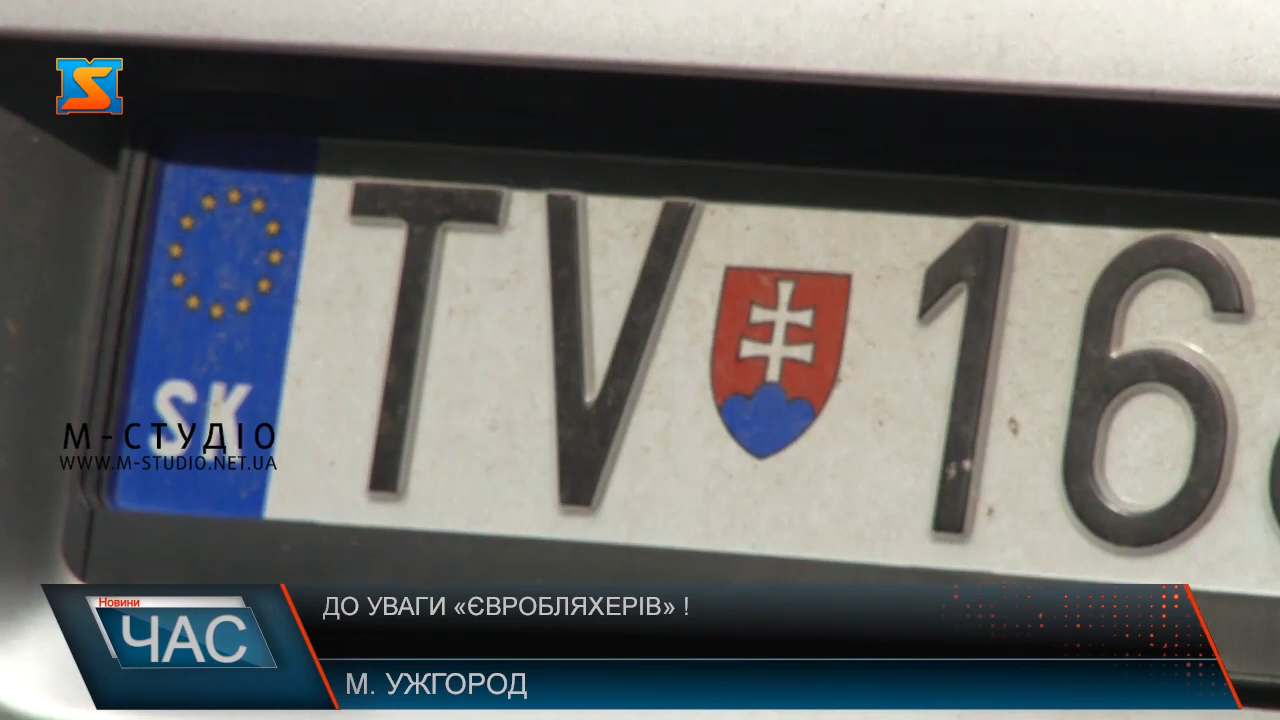 TV 16
SK
М-СТУДІО
WWW.M-STUDIO.NET.UA
Новини
ЧАС
ДО УВАГИ «ЄВРОБЛЯХЕРІВ» !
М. УЖГОРОД